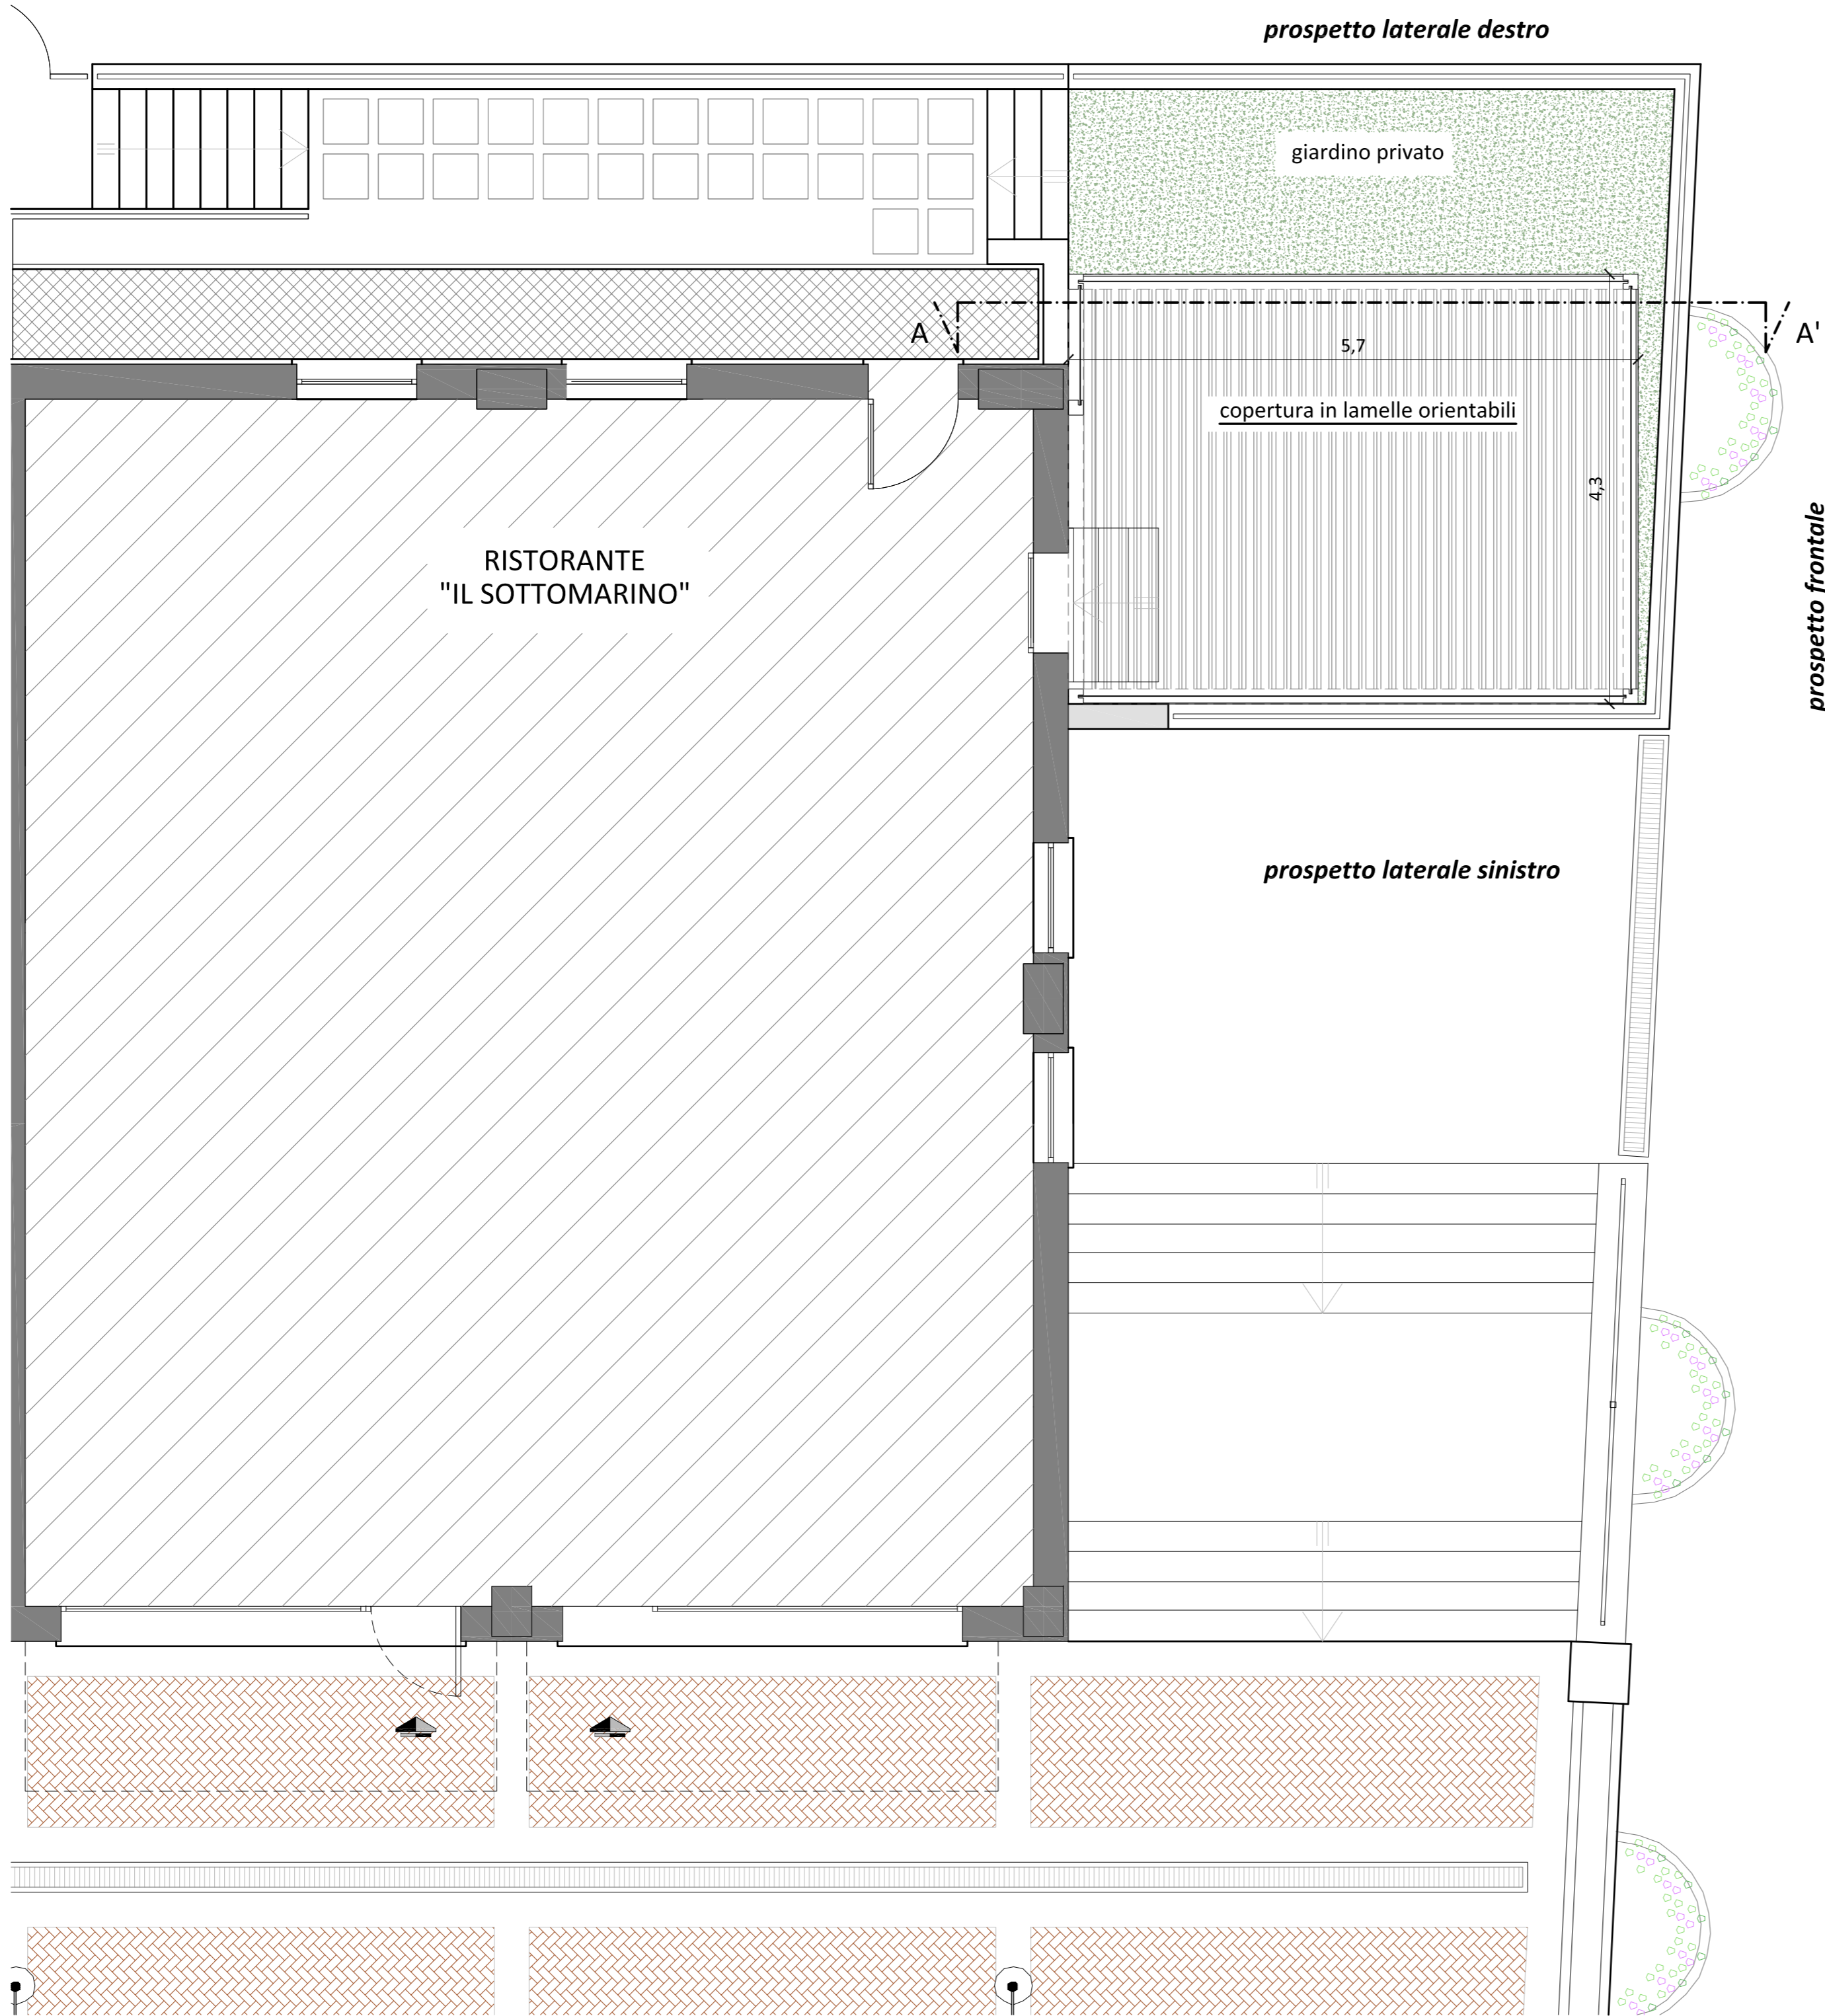 prospetto laterale destro
giardino privato
A
A'
5,7
copertura in lamelle orientabili
4,3
prospetto frontale
RISTORANTE
"IL SOTTOMARINO"
prospetto laterale sinistro